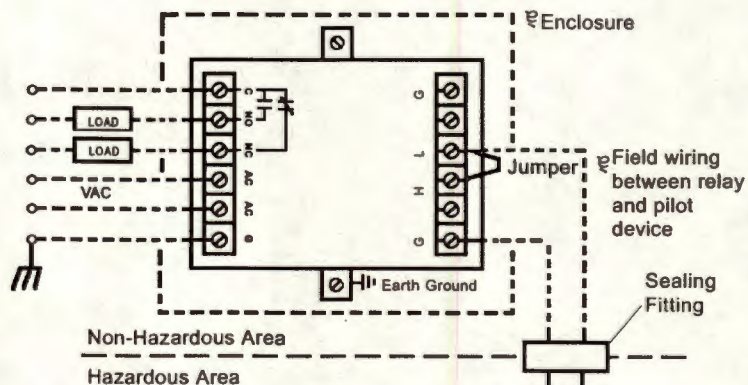 Enclosure
C
NO
LOAD
NC
LOAD
AC
VAC
AC
G
G
L
H
G
Jumper
Field wiring
between relay
and pilot
device
Earth Ground
Sealing
Fitting
Non-Hazardous Area
Hazardous Area